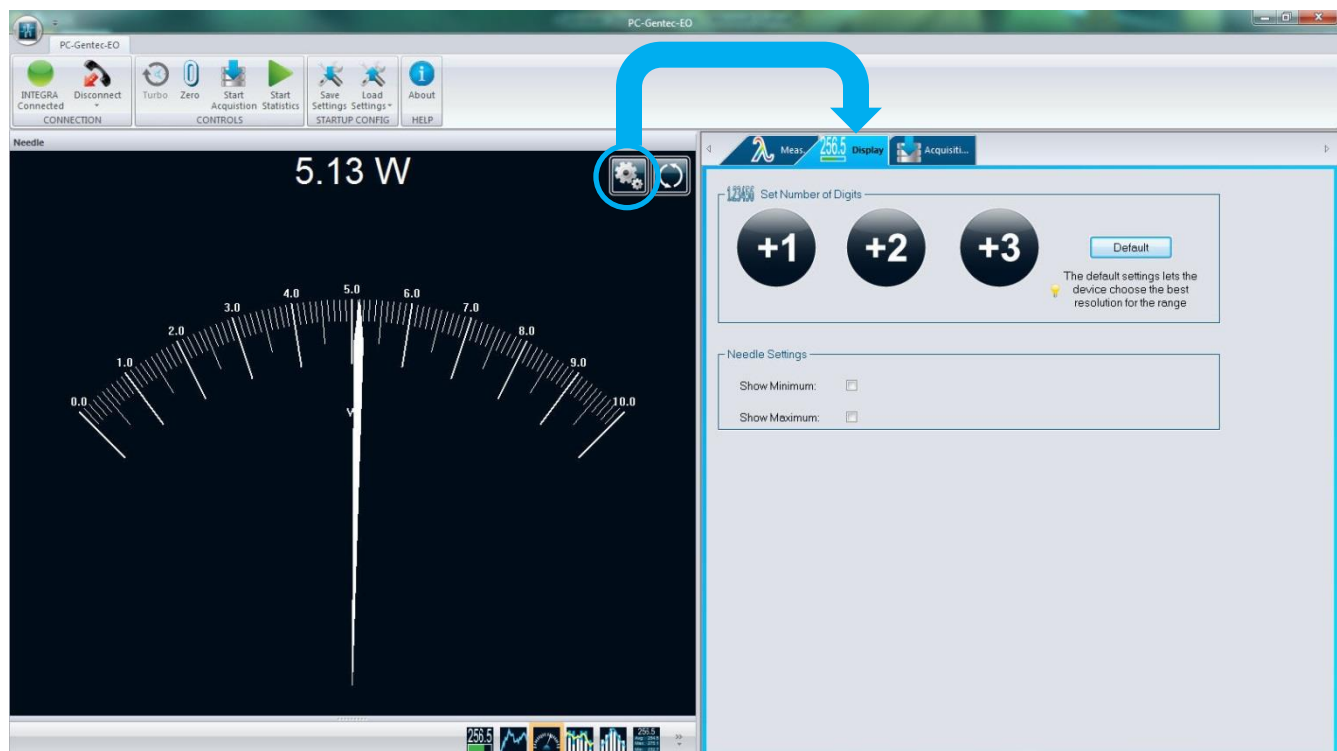 PC-Gentec-EO
PC-Gentec-EO
INTEGRA Connected
Disconnect
Turbo
Zero
Start Acquistion
Start Statistics
Save Settings
Load Settings
About
CONNECTION
CONTROLS
STARTUP CONFIG
HELP
Needle
5.13 W
0.0
1.0
2.0
3.0
4.0
5.0
6.0
7.0
8.0
9.0
10.0
λ Meas.
256.5 Display
Acquisiti...
123456 Set Number of Digits
+1
+2
+3
Default
The default settings lets the
device choose the best
resolution for the range
Needle Settings
Show Minimum:
Show Maximum:
256.5
255.5